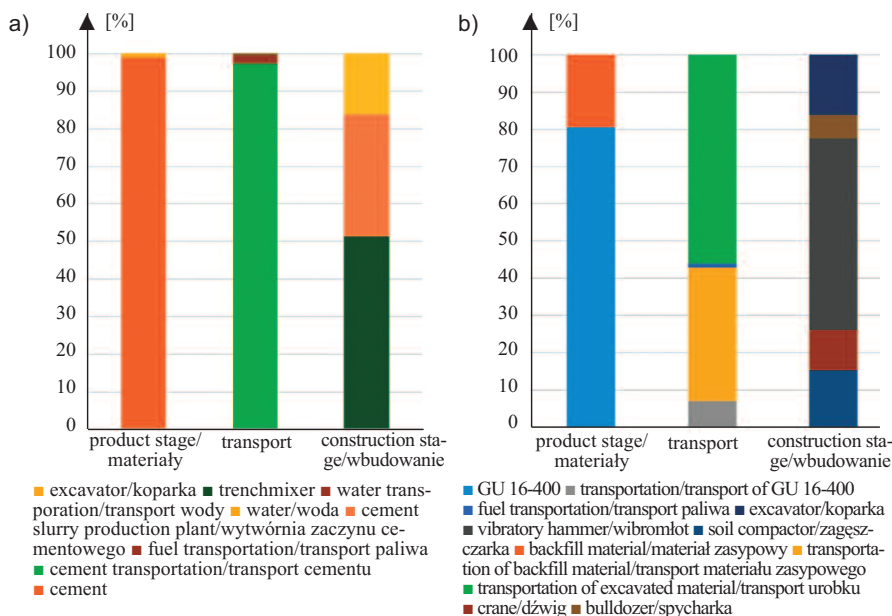 a)
[%]
100
90
80
70
60
50
40
30
20
10
0
product stage/
materiały
transport
construction sta-
ge/wbudowanie
excavator/koparka trenchmixer water trans-
poration/transport wody water/woda cement
slurry production plant/wytwórnia zaczynu ce-
mentowego fuel transportation/transport paliwa
cement transportation/transport cementu
cement
b)
[%]
100
90
80
70
60
50
40
30
20
10
0
product stage/
materiały
transport
construction sta-
ge/wbudowanie
GU 16-400 transportation/transport of GU 16-400
fuel transportation/transport paliwa excavator/koparka
vibratory hammer/wibromłot soil compactor/zagęsz-
czarka backfill material/materiał zasypowy transporta-
tion of backfill material/transport materiału zasypowego
transportation of excavated material/transport urobku
crane/dźwig bulldozer/spycharka